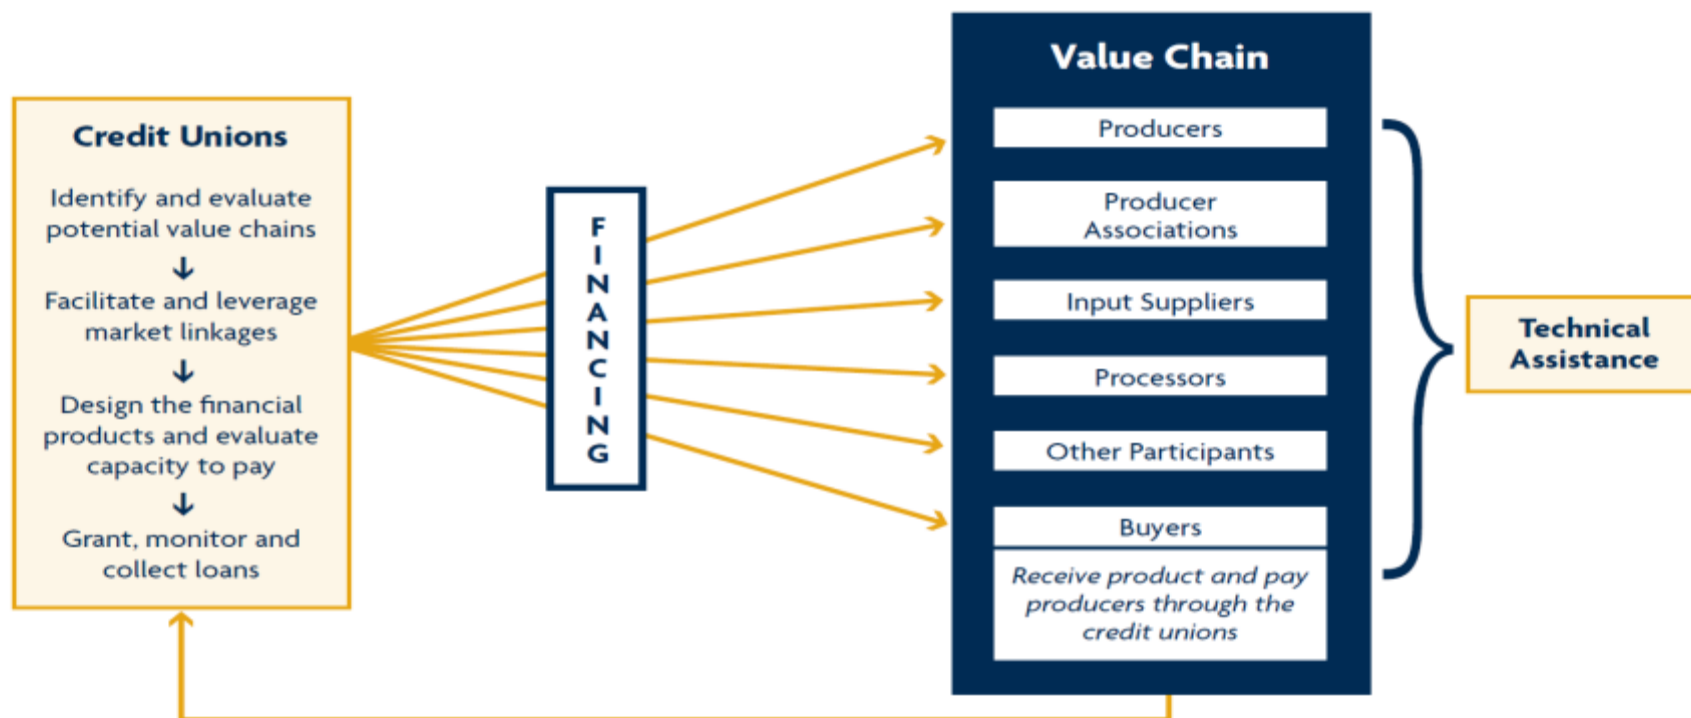 Credit Unions
Identify and evaluate
potential value chains
Facilitate and leverage
market linkages
Design the financial
products and evaluate
capacity to pay
Grant, monitor and
collect loans
FINANCING
Value Chain
Producers
Producer
Associations
Input Suppliers
Processors
Other Participants
Buyers
Receive product and pay
producers through the
credit unions
Technical
Assistance